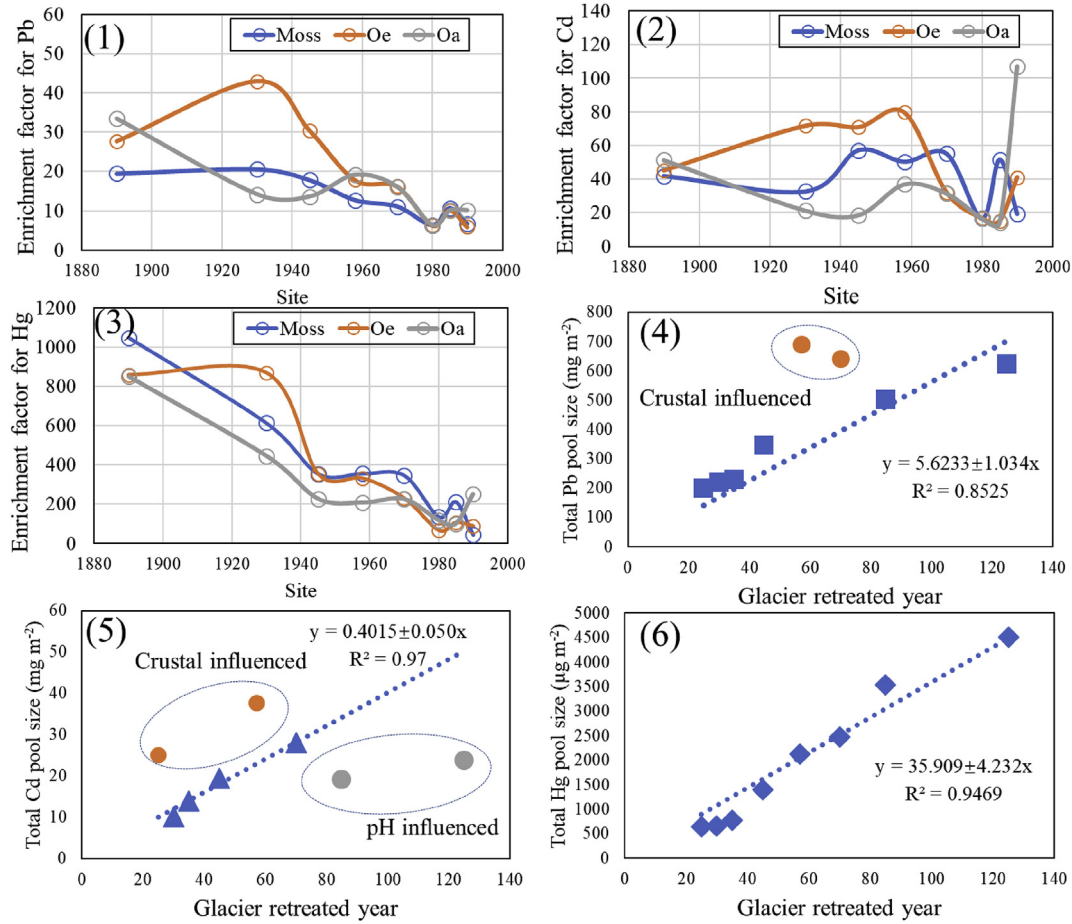 (1)
Moss Oe Oa
Enrichment factor for Pb
60
50
40
30
20
10
0
1880 1900 1920 1940 1960 1980 2000
Site
(2)
Moss Oe Oa
Enrichment factor for Cd
140
120
100
80
60
40
20
0
1880 1900 1920 1940 1960 1980 2000
Site
(3)
Moss Oe Oa
Enrichment factor for Hg
1200
1000
800
600
400
200
0
1880 1900 1920 1940 1960 1980 2000
Site
(4)
Total Pb pool size (mg m⁻²)
800
700
600
500
400
300
200
100
0
Crustal influenced
y = 5.6233±1.034x
R² = 0.8525
0 20 40 60 80 100 120 140
Glacier retreated year
(5)
Total Cd pool size (mg m⁻²)
60
50
40
30
20
10
0
y = 0.4015±0.050x
R² = 0.97
Crustal influenced
pH influenced
0 20 40 60 80 100 120 140
Glacier retreated year
(6)
Total Hg pool size (µg m⁻²)
5000
4500
4000
3500
3000
2500
2000
1500
1000
500
0
y = 35.909±4.232x
R² = 0.9469
0 20 40 60 80 100 120 140
Glacier retreated year